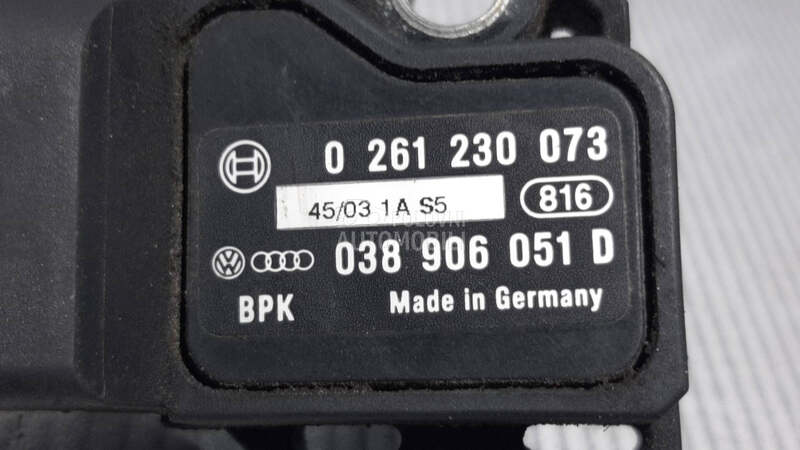 0 261 230 073
45/03 1A S5
816
038 906 051 D
BPK Made in Germany